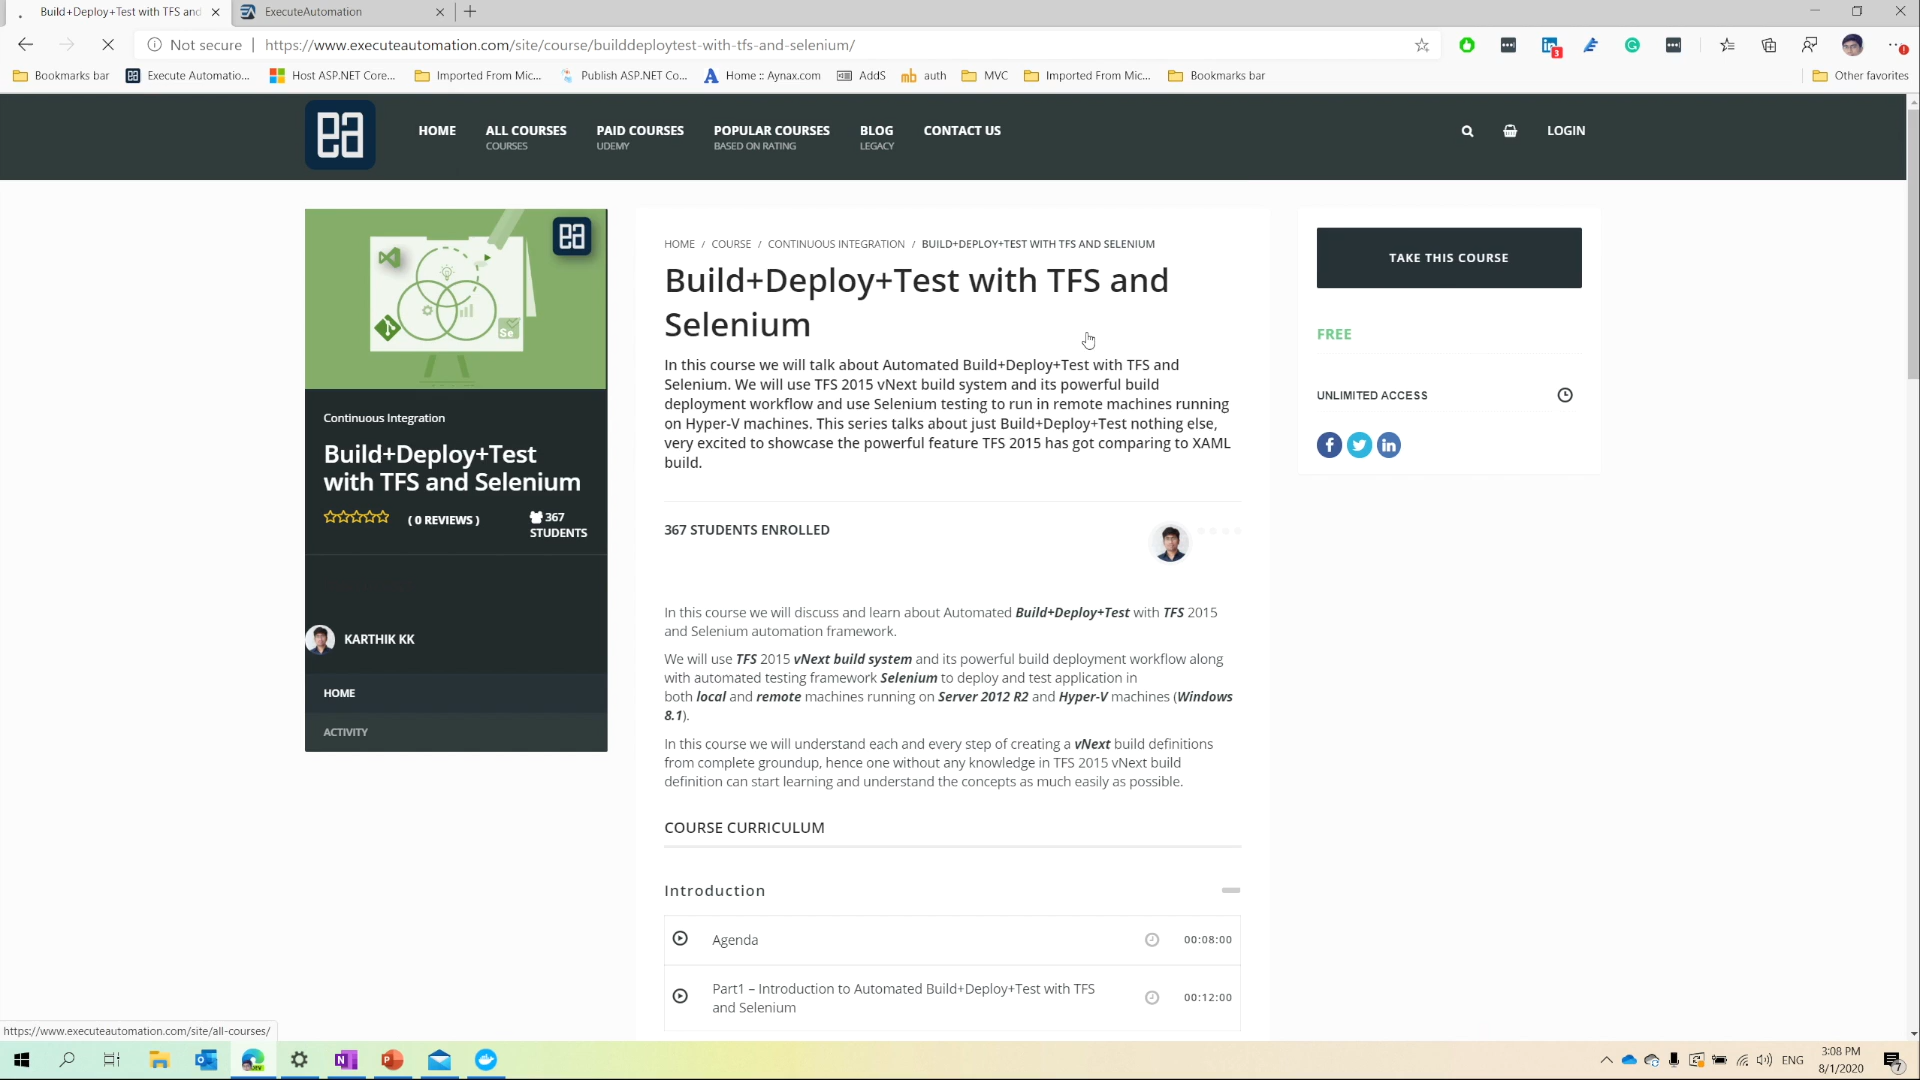 Build+Deploy+Test with TFS and
ExecuteAutomation
Not secure
https://www.executeautomation.com/site/course/builddeploytest-with-tfs-and-selenium/
3
Bookmarks bar
Execute Automatio...
Host ASP.NET Core...
Imported From Mic...
Publish ASP.NET Co...
Home :: Aynax.com
AddS
auth
MVC
Imported From Mic...
Bookmarks bar
Other favorites
ea
HOME
ALL COURSES
COURSES
PAID COURSES
UDEMY
POPULAR COURSES
BASED ON RATING
BLOG
LEGACY
CONTACT US
LOGIN
ea
Se
Continuous Integration
Build+Deploy+Test
with TFS and Selenium
( 0 REVIEWS )
367
STUDENTS
KARTHIK KK
HOME
ACTIVITY
HOME / COURSE / CONTINUOUS INTEGRATION / BUILD+DEPLOY+TEST WITH TFS AND SELENIUM
Build+Deploy+Test with TFS and
Selenium
In this course we will talk about Automated Build+Deploy+Test with TFS and
Selenium. We will use TFS 2015 vNext build system and its powerful build
deployment workflow and use Selenium testing to run in remote machines running
on Hyper-V machines. This series talks about just Build+Deploy+Test nothing else,
very excited to showcase the powerful feature TFS 2015 has got comparing to XAML
build.
367 STUDENTS ENROLLED
In this course we will discuss and learn about Automated Build+Deploy+Test with TFS 2015
and Selenium automation framework.
We will use TFS 2015 vNext build system and its powerful build deployment workflow along
with automated testing framework Selenium to deploy and test application in
both local and remote machines running on Server 2012 R2 and Hyper-V machines (Windows
8.1).
In this course we will understand each and every step of creating a vNext build definitions
from complete groundup, hence one without any knowledge in TFS 2015 vNext build
definition can start learning and understand the concepts as much easily as possible.
COURSE CURRICULUM
Introduction
Agenda
00:08:00
Part1 – Introduction to Automated Build+Deploy+Test with TFS
and Selenium
00:12:00
TAKE THIS COURSE
FREE
UNLIMITED ACCESS
https://www.executeautomation.com/site/all-courses/
ENG
3:08 PM
8/1/2020
7